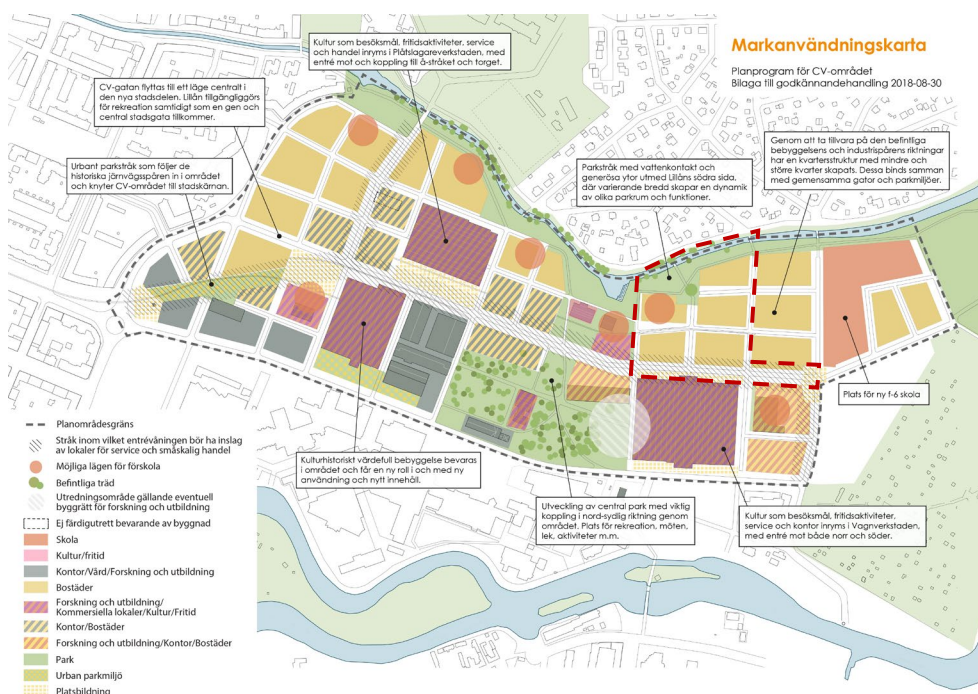 Markanvändningskarta
Planprogram för CV-området
Bilaga till godkännandehandling 2018-08-30
Kultur som besöksmål, fritidsaktiviteter, service
och handel inryms i Plåtslagareverkstaden, med
entré mot och koppling till å-stråket och torget.
CV-gatan flyttas till ett läge centralt i
den nya stadsdelen. Lillån tillgängliggörs
för rekreation samtidigt som en gen och
central stadsgata tillkommer.
Urbant parkstråk som följer de
historiska järnvägsspåren in i området
och knyter CV-området till stadskärnan.
Parkstråk med vattenkontakt och
generösa ytor utmed Lillåns södra sida,
där varierande bredd skapar en dynamik
av olika parkrum och funktioner.
Genom att ta tillvara på den befintliga
bebyggelsens och industrispårens riktningar
har en kvartersstruktur med mindre och
större kvarter skapats. Dessa binds samman
med gemensamma gator och parkmiljöer.
Plats för ny f-6 skola
Kulturhistoriskt värdefull bebyggelse bevaras
i området och får en ny roll i och med ny
användning och nytt innehåll.
Utveckling av central park med viktig
koppling i nord-sydlig riktning genom
området. Plats för rekreation, möten,
lek, aktiviteter m.m.
Kultur som besöksmål, fritidsaktiviteter,
service och kontor inryms i Vagnverkstaden,
med entré mot både norr och söder.
Planområdesgräns
Stråk inom vilket entrévåningen bör ha inslag
av lokaler för service och småskalig handel
Möjliga lägen för förskola
Befintliga träd
Utredningsområde gällande eventuell
byggrätt för forskning och utbildning
Ej färdigutrett bevarande av byggnad
Skola
Kultur/fritid
Kontor/Vård/Forskning och utbildning
Bostäder
Forskning och utbildning/
Kommersiella lokaler/Kultur/Fritid
Kontor/Bostäder
Forskning och utbildning/Kontor/Bostäder
Park
Urban parkmiljö
Platsbildning